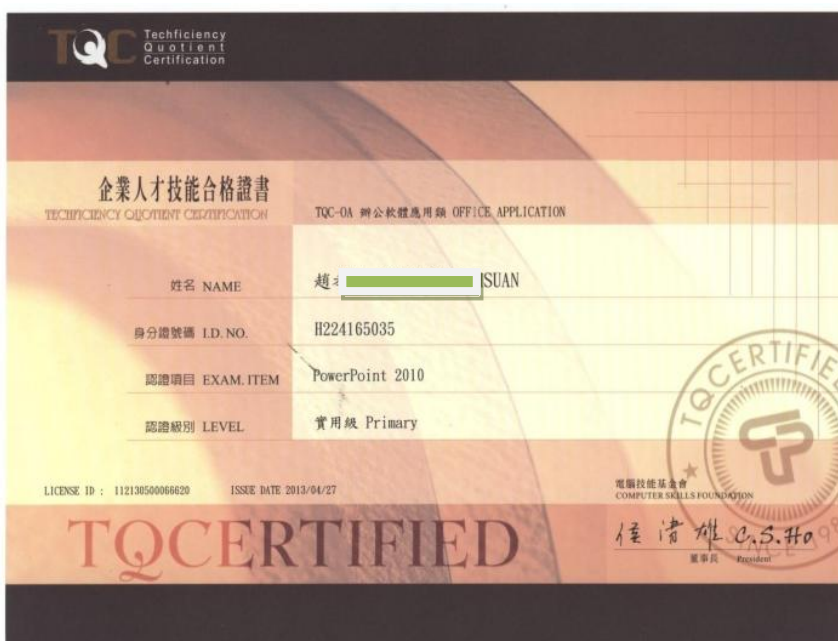 TQC
Techficiency
Quotient
Certification
企業人才技能合格證書
TECHFICIENCY QUOTIENT CERTIFICATION
TQC-OA 辦公軟體應用類 OFFICE APPLICATION
姓名 NAME 趙 SUAN
身分證號碼 I.D. NO. H224165035
認證項目 EXAM. ITEM PowerPoint 2010
認證級別 LEVEL 實用級 Primary
TQCERTIFIED
SINCE 19
LICENSE ID : 112130500066620 ISSUE DATE 2013/04/27
電腦技能基金會
COMPUTER SKILLS FOUNDATION
TQCERTIFIED
侯清雄 C.S.Ho
董事長 President